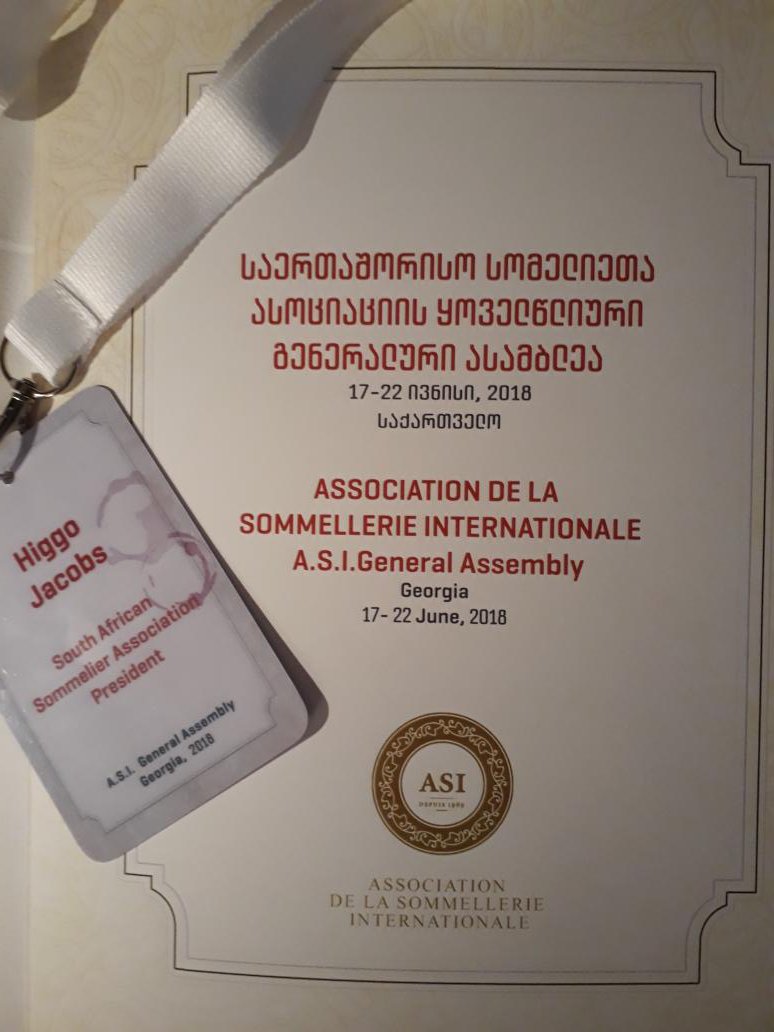 საერთაშორისო სომელიეთა
ასოციაციის ყოველწლიური
გენერალური ასამბლეა
17-22 ივნისი, 2018
საქართველო
ASSOCIATION DE LA
SOMMELLERIE INTERNATIONALE
A.S.I.General Assembly
Georgia
17- 22 June, 2018
ASI
DEPUIS 1969
ASSOCIATION
DE LA SOMMELLERIE
INTERNATIONALE
Higgo
Jacobs
South African
Sommelier Association
President
A.S.I. General Assembly
Georgia, 2018